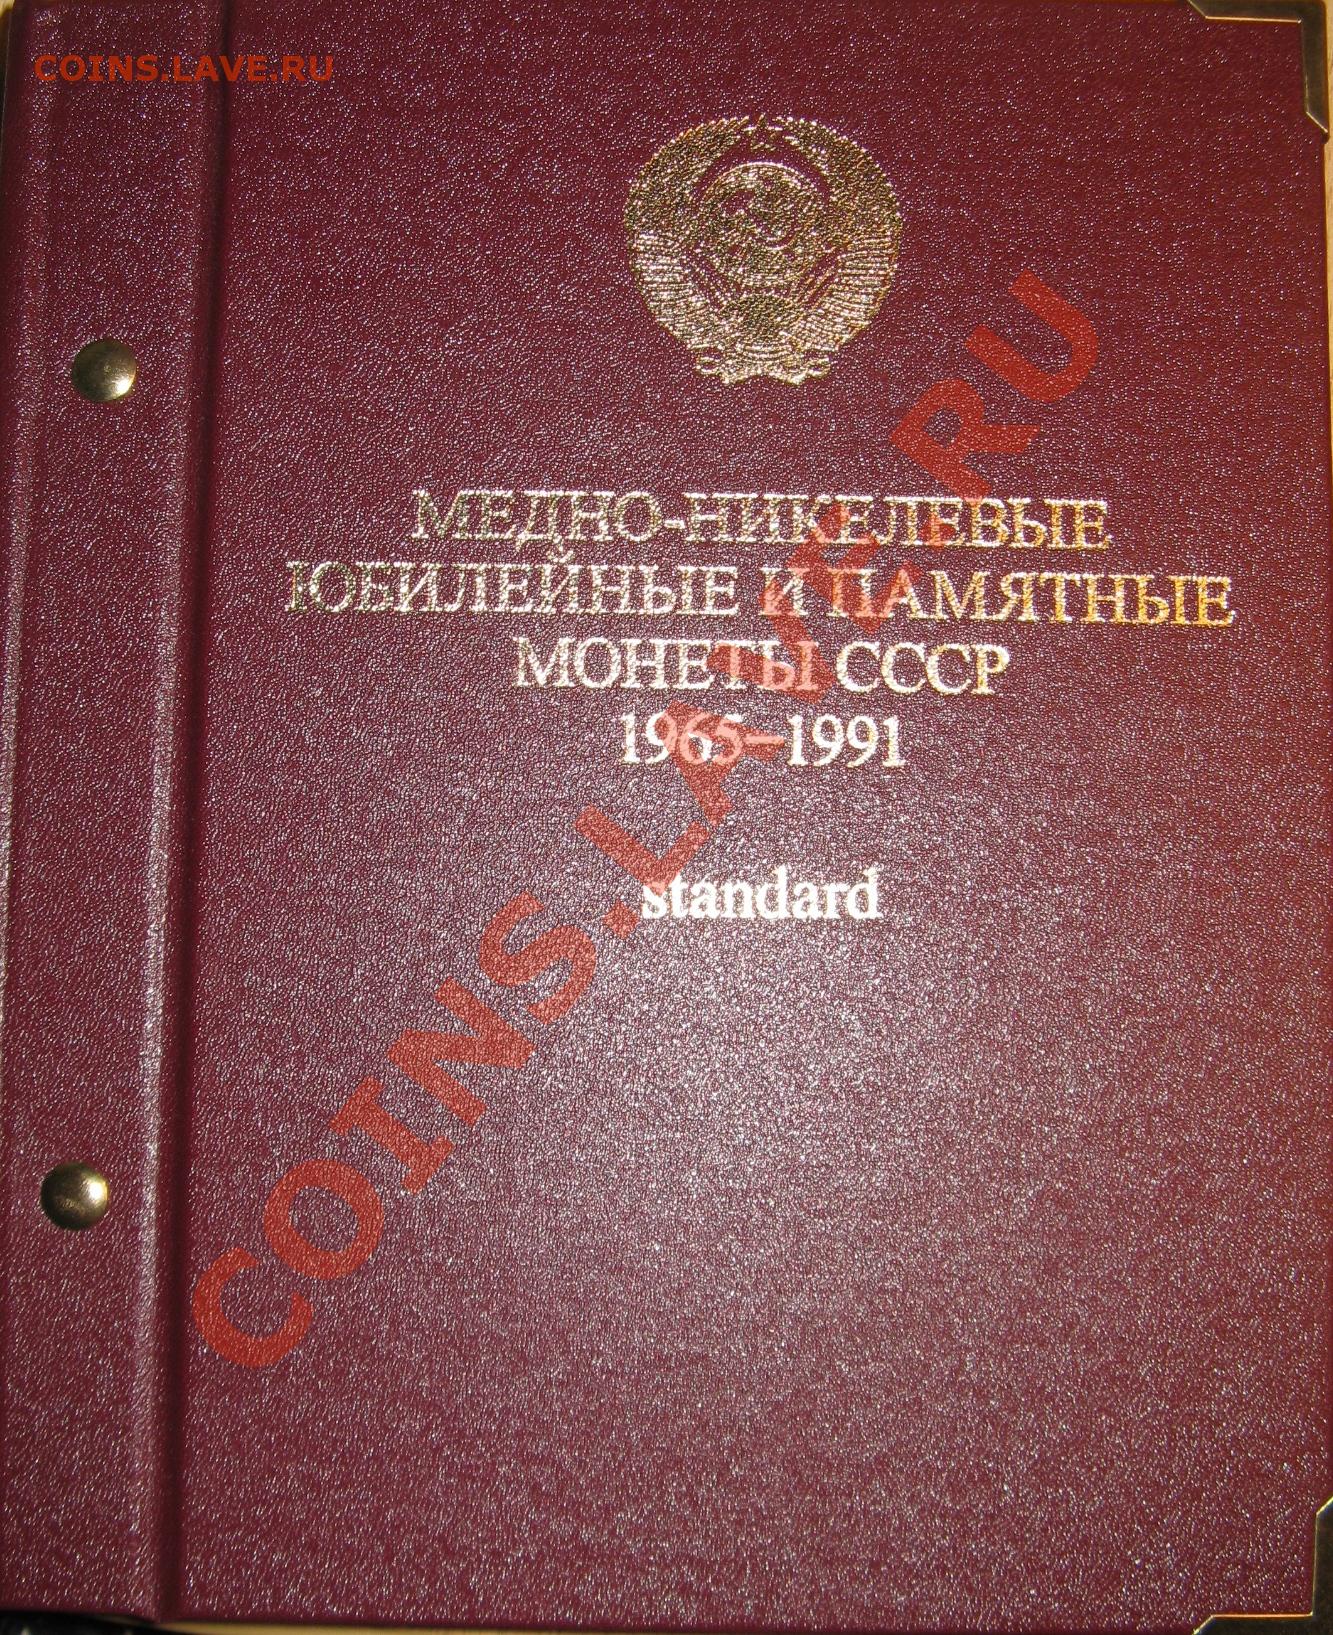 COINS.LAVE.RU
МЕДНО-НИКЕЛЕВЫЕ
ЮБИЛЕЙНЫЕ И ПАМЯТНЫЕ
МОНЕТЫ СССР
1965–1991
standard
COINS.LAVE.RU